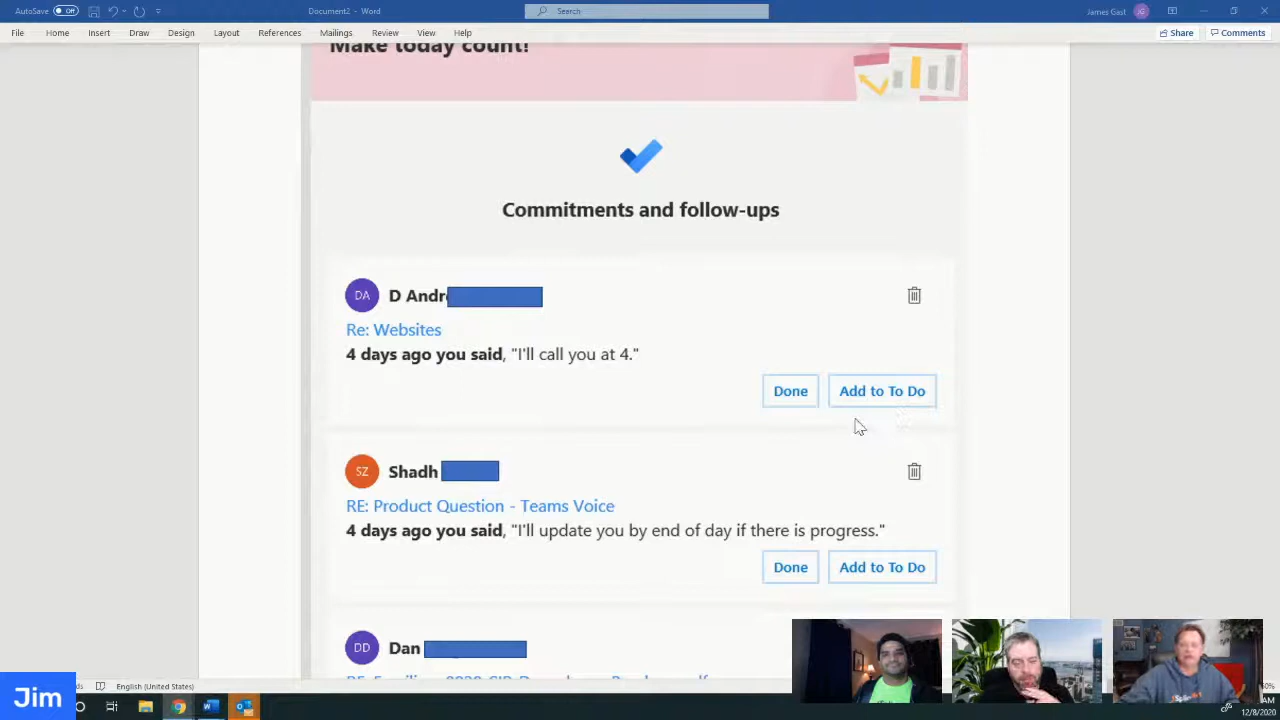 AutoSave Off
Document2 - Word
Search
James Gast JG
File Home Insert Draw Design Layout References Mailings Review View Help
Share Comments
Make today count!
Commitments and follow-ups
DA D Andr
Re: Websites
4 days ago you said, "I'll call you at 4."
Done Add to To Do
SZ Shadh
RE: Product Question - Teams Voice
4 days ago you said, "I'll update you by end of day if there is progress."
Done Add to To Do
DD Dan
English (United States)
Jim
AM
12/8/2020